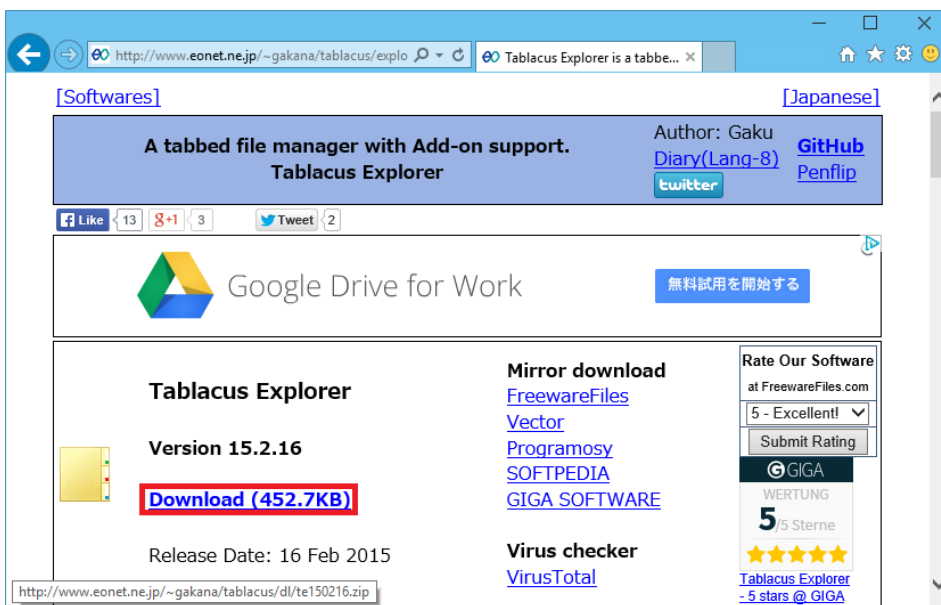 http://www.eonet.ne.jp/~gakana/tablacus/explo
Tablacus Explorer is a tabbe...
[Softwares]
[Japanese]
A tabbed file manager with Add-on support.
Tablacus Explorer
Author: Gaku
Diary(Lang-8)
twitter
GitHub
Penflip
Like 13
g+1 3
Tweet 2
Google Drive for Work
無料試用を開始する
Tablacus Explorer
Version 15.2.16
Download (452.7KB)
Release Date: 16 Feb 2015
Mirror download
FreewareFiles
Vector
Programosy
SOFTPEDIA
GIGA SOFTWARE
Virus checker
VirusTotal
Rate Our Software
at FreewareFiles.com
5 - Excellent!
Submit Rating
GIGA
WERTUNG
5/5 Sterne
Tablacus Explorer
- 5 stars @ GIGA
http://www.eonet.ne.jp/~gakana/tablacus/dl/te150216.zip